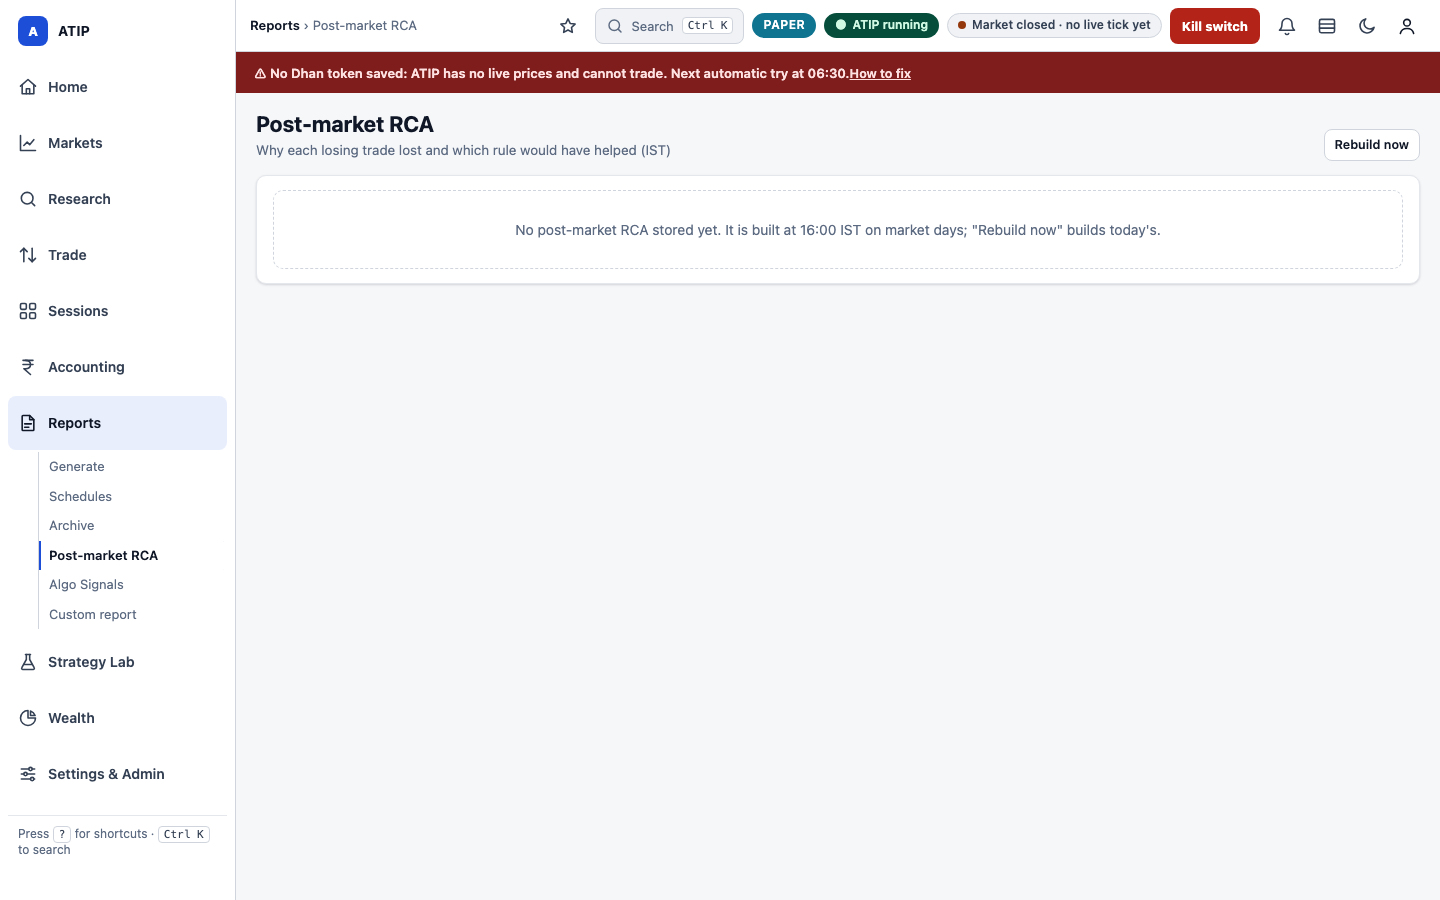 A ATIP
Home
Markets
Research
Trade
Sessions
Accounting
Reports
Generate
Schedules
Archive
Post-market RCA
Algo Signals
Custom report
Strategy Lab
Wealth
Settings & Admin
Press ? for shortcuts · Ctrl K
to search
Reports › Post-market RCA
Search Ctrl K
PAPER
ATIP running
Market closed · no live tick yet
Kill switch
⚠ No Dhan token saved: ATIP has no live prices and cannot trade. Next automatic try at 06:30.How to fix
Post-market RCA
Why each losing trade lost and which rule would have helped (IST)
Rebuild now
No post-market RCA stored yet. It is built at 16:00 IST on market days; "Rebuild now" builds today's.